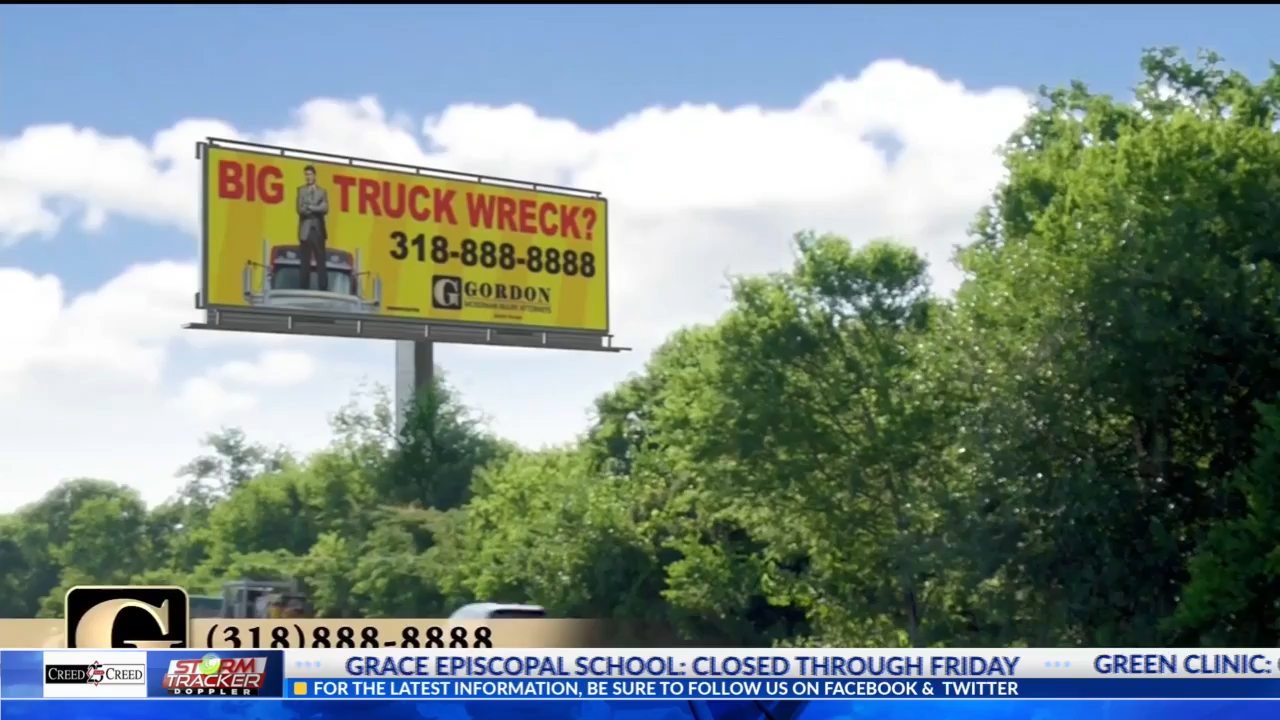 BIG TRUCK WRECK?
318-888-8888
G GORDON
G (318)888-8888
CREED & CREED
STORM
TRACKER
DOPPLER
GRACE EPISCOPAL SCHOOL: CLOSED THROUGH FRIDAY
GREEN CLINIC:
FOR THE LATEST INFORMATION, BE SURE TO FOLLOW US ON FACEBOOK & TWITTER